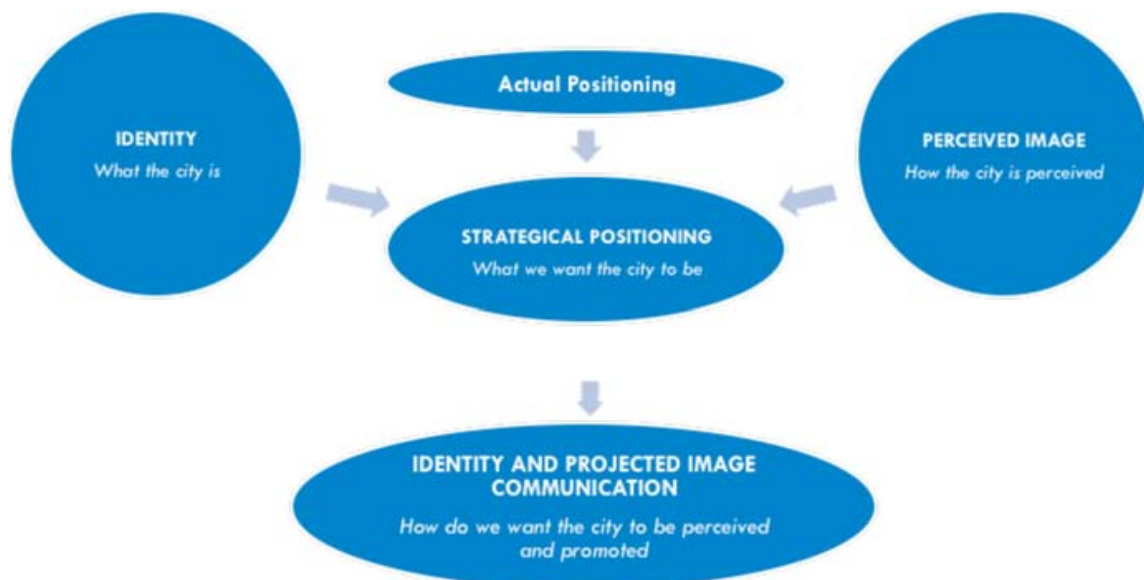 Actual Positioning
IDENTITY
What the city is
PERCEIVED IMAGE
How the city is perceived
STRATEGICAL POSITIONING
What we want the city to be
IDENTITY AND PROJECTED IMAGE
COMMUNICATION
How do we want the city to be perceived
and promoted